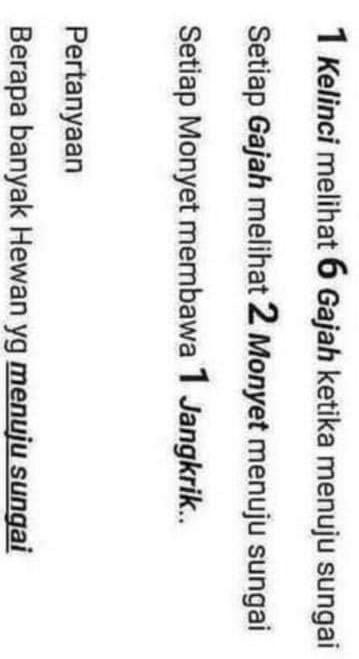 1 Kelinci melihat 6 Gajah ketika menuju sungai
Setiap Gajah melihat 2 Monyet menuju sungai
Setiap Monyet membawa 1 Jangkrik..
Pertanyaan
Berapa banyak Hewan yg menuju sungai